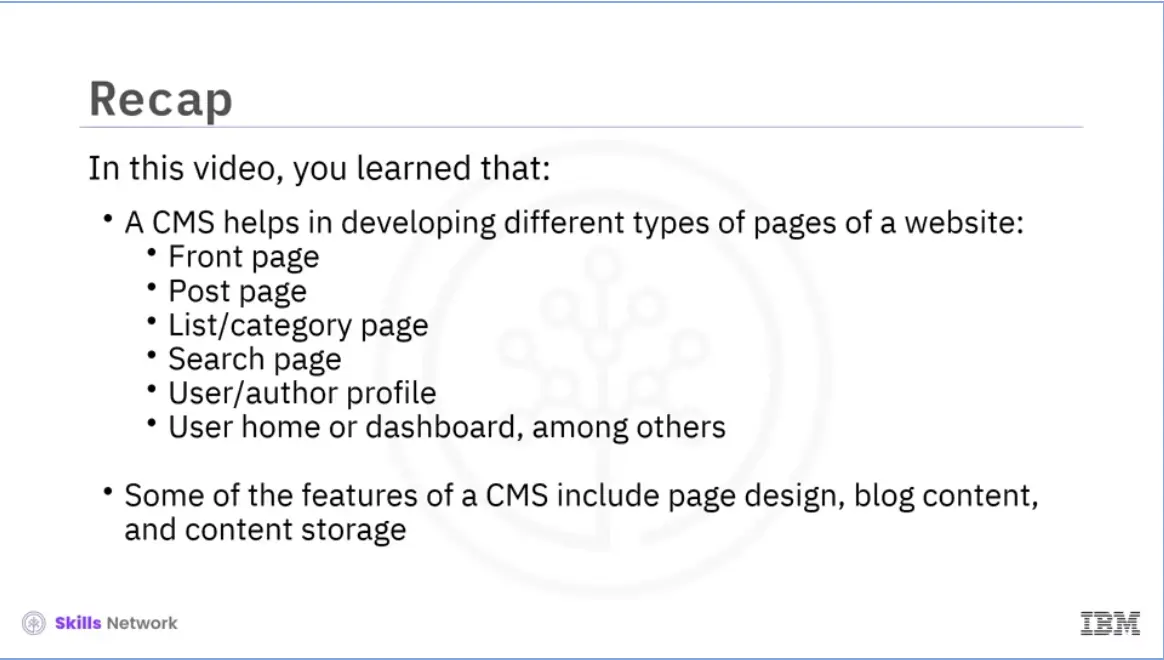 Recap
In this video, you learned that:
• A CMS helps in developing different types of pages of a website:
• Front page
• Post page
• List/category page
• Search page
• User/author profile
• User home or dashboard, among others
• Some of the features of a CMS include page design, blog content,
and content storage
Skills Network
IBM